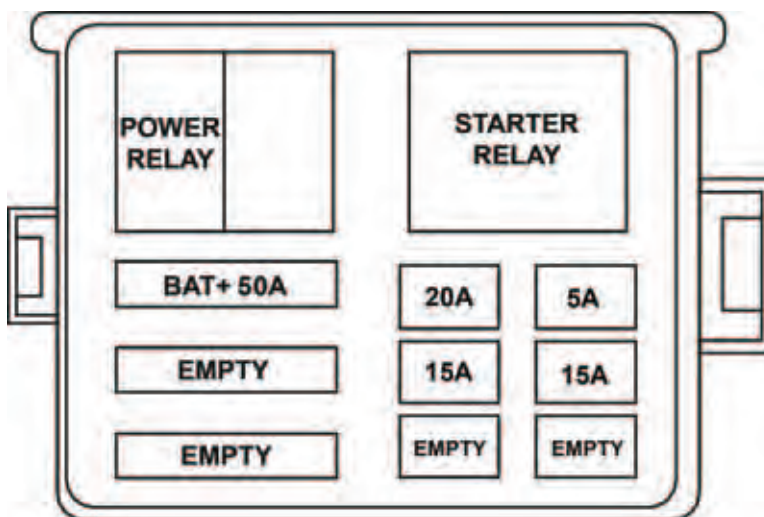 POWER
RELAY
STARTER
RELAY
BAT+ 50A
20A
5A
EMPTY
15A
15A
EMPTY
EMPTY
EMPTY